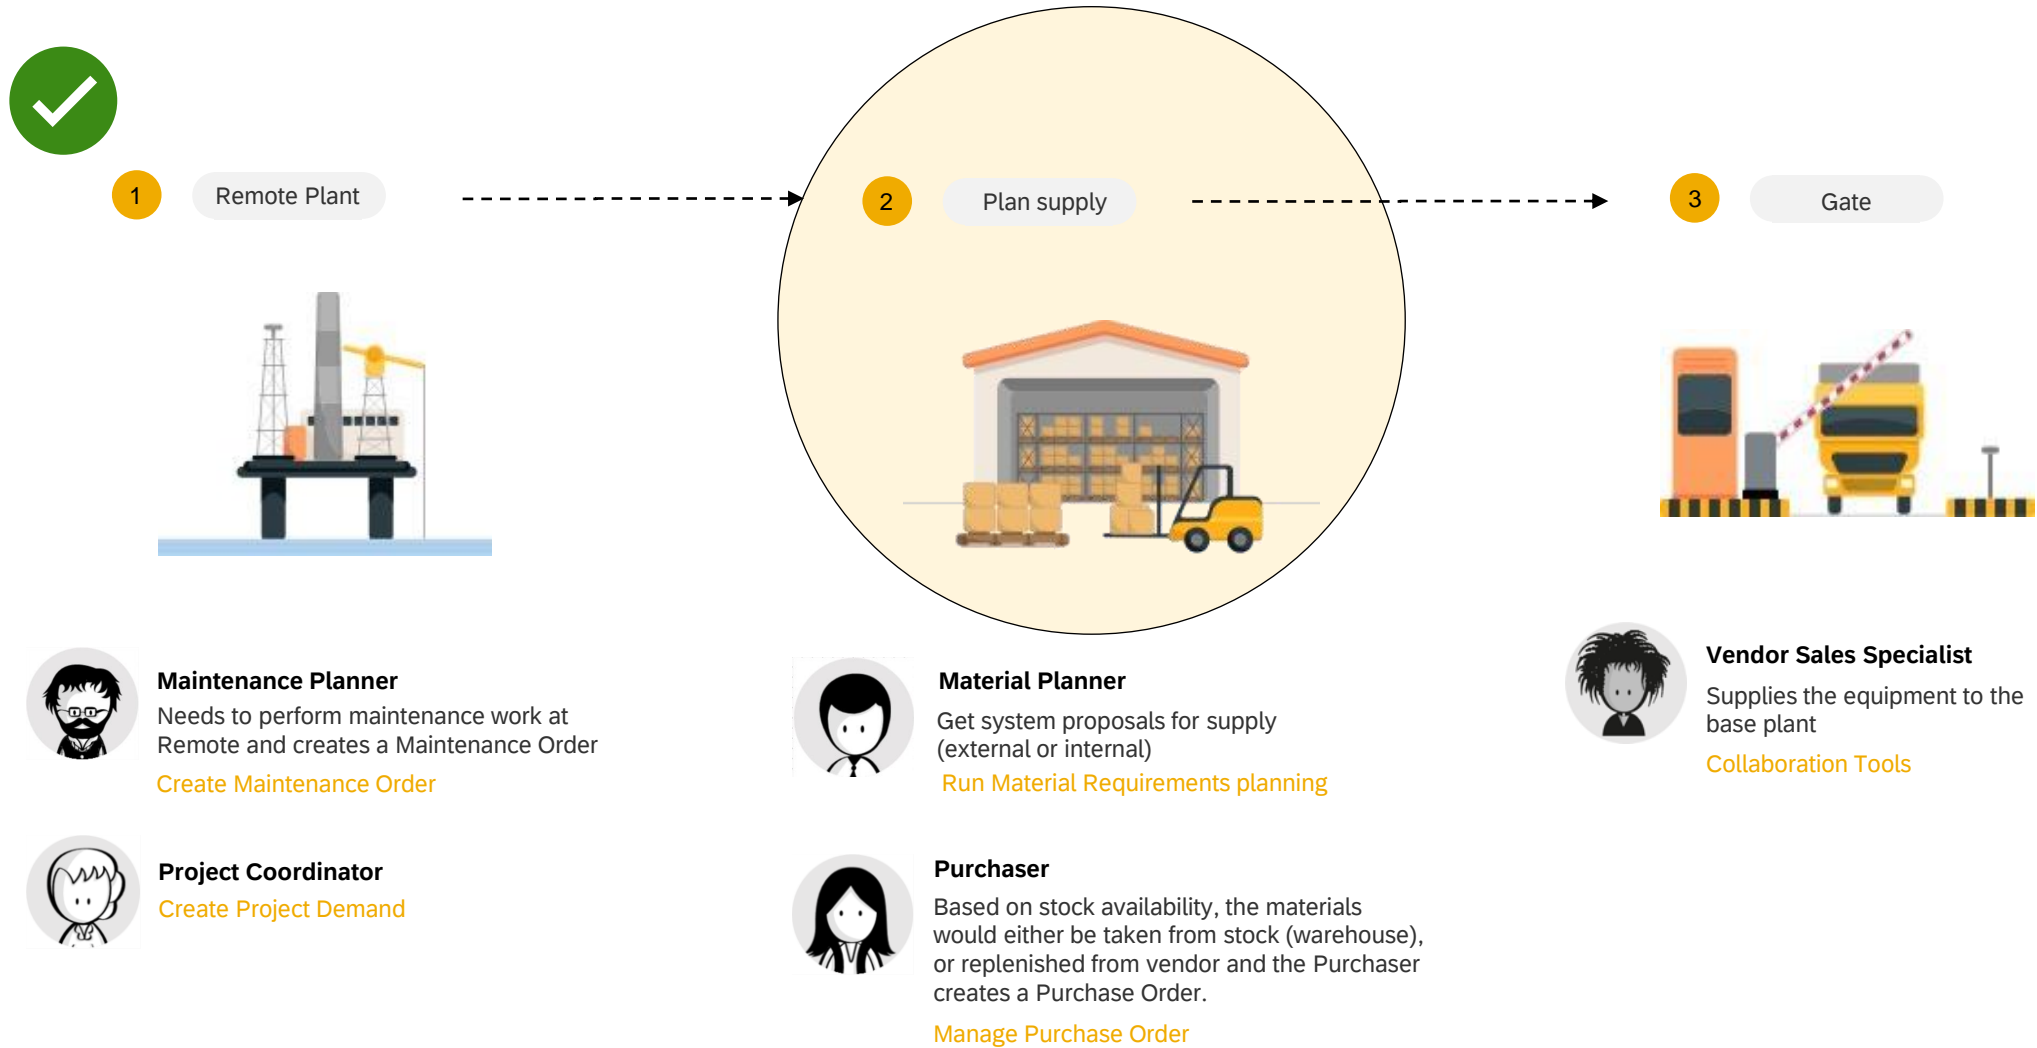 1
Remote Plant
2
Plan supply
3
Gate
Maintenance Planner
Needs to perform maintenance work at
Remote and creates a Maintenance Order
Create Maintenance Order
Project Coordinator
Create Project Demand
Material Planner
Get system proposals for supply
(external or internal)
Run Material Requirements planning
Purchaser
Based on stock availability, the materials
would either be taken from stock (warehouse),
or replenished from vendor and the Purchaser
creates a Purchase Order.
Manage Purchase Order
Vendor Sales Specialist
Supplies the equipment to the
base plant
Collaboration Tools